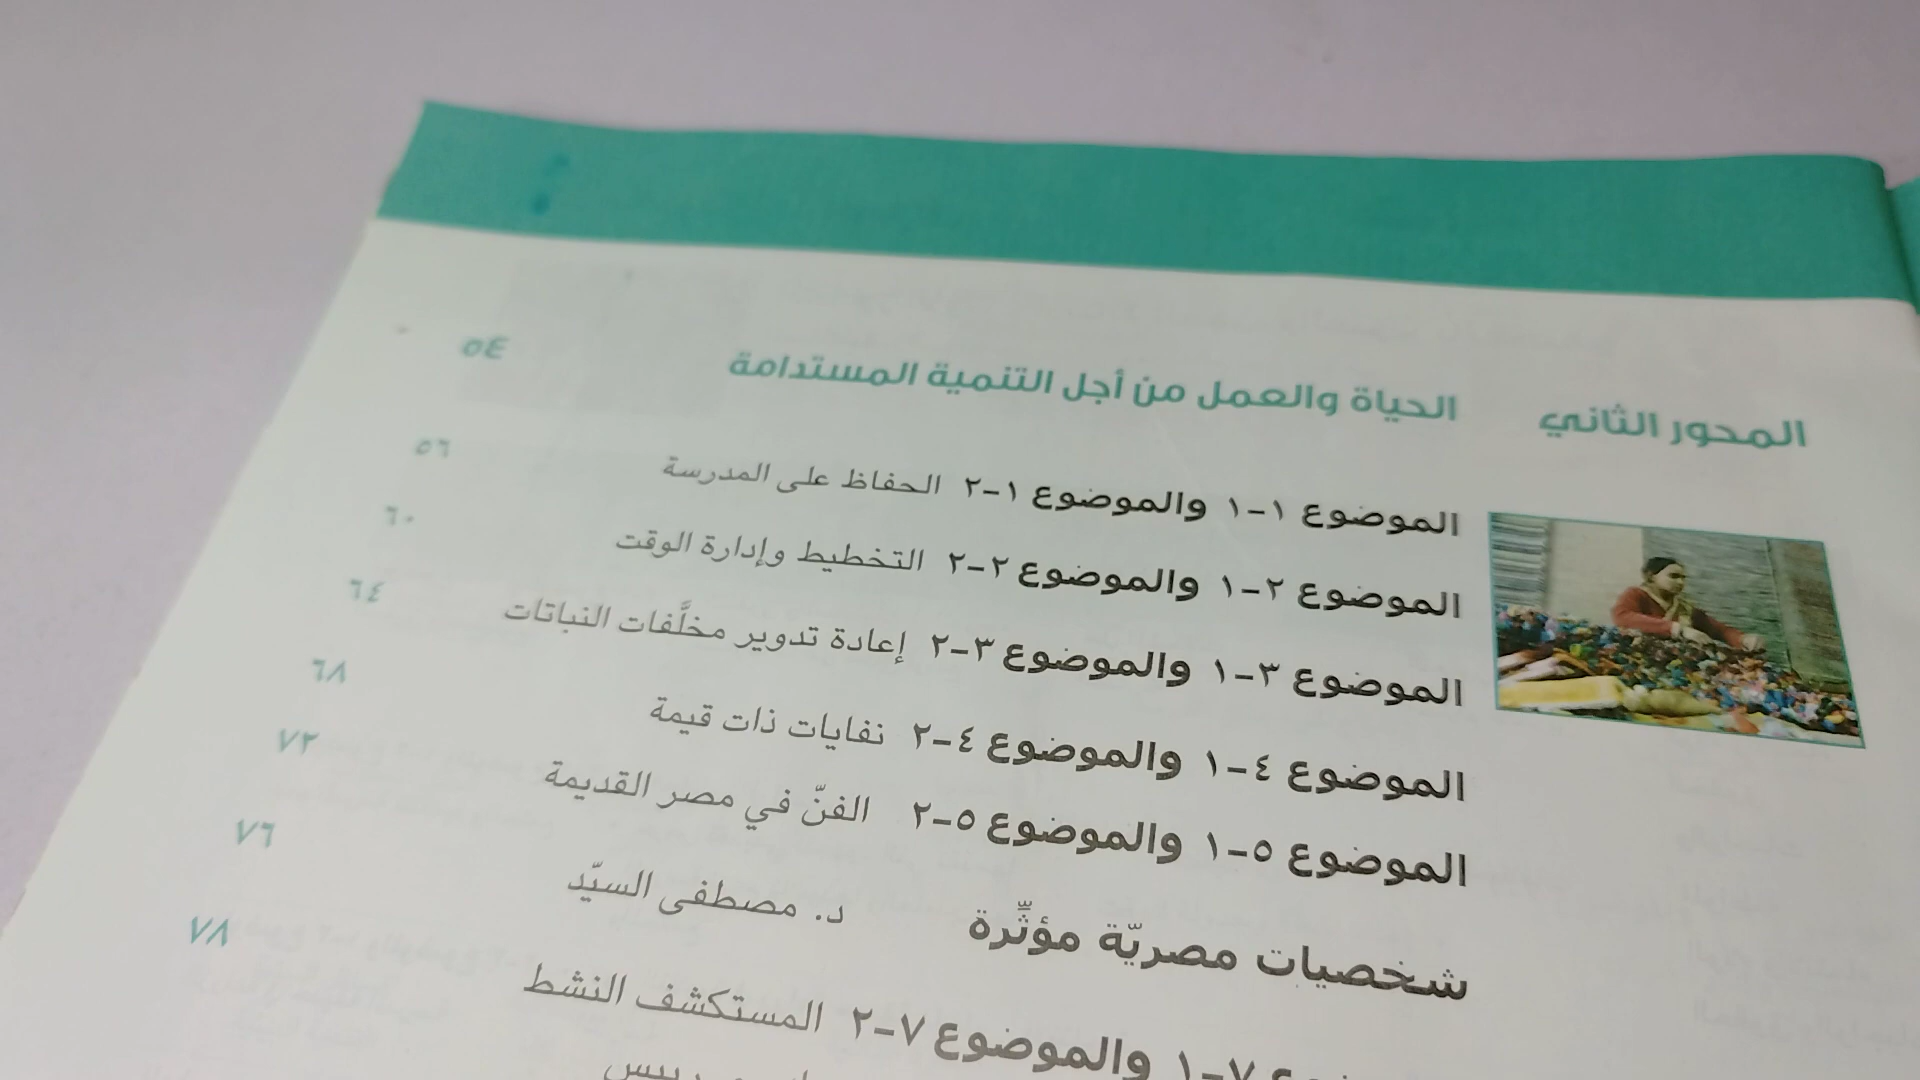 المحور الثاني الحياة والعمل من أجل التنمية المستدامة ٥٤
الموضوع ١-١ والموضوع ١-٢ الحفاظ على المدرسة ٥٦
الموضوع ٢-١ والموضوع ٢-٢ التخطيط وإدارة الوقت ٦٠
الموضوع ٣-١ والموضوع ٣-٢ إعادة تدوير مخلَّفات النباتات ٦٤
الموضوع ٤-١ والموضوع ٤-٢ نفايات ذات قيمة ٦٨
الموضوع ٥-١ والموضوع ٥-٢ الفنّ في مصر القديمة ٧٢
شخصيات مصريّة مؤثِّرة د. مصطفى السيّد ٧٦
٧-١ والموضوع ٧-٢ المستكشف النشط ٧٨